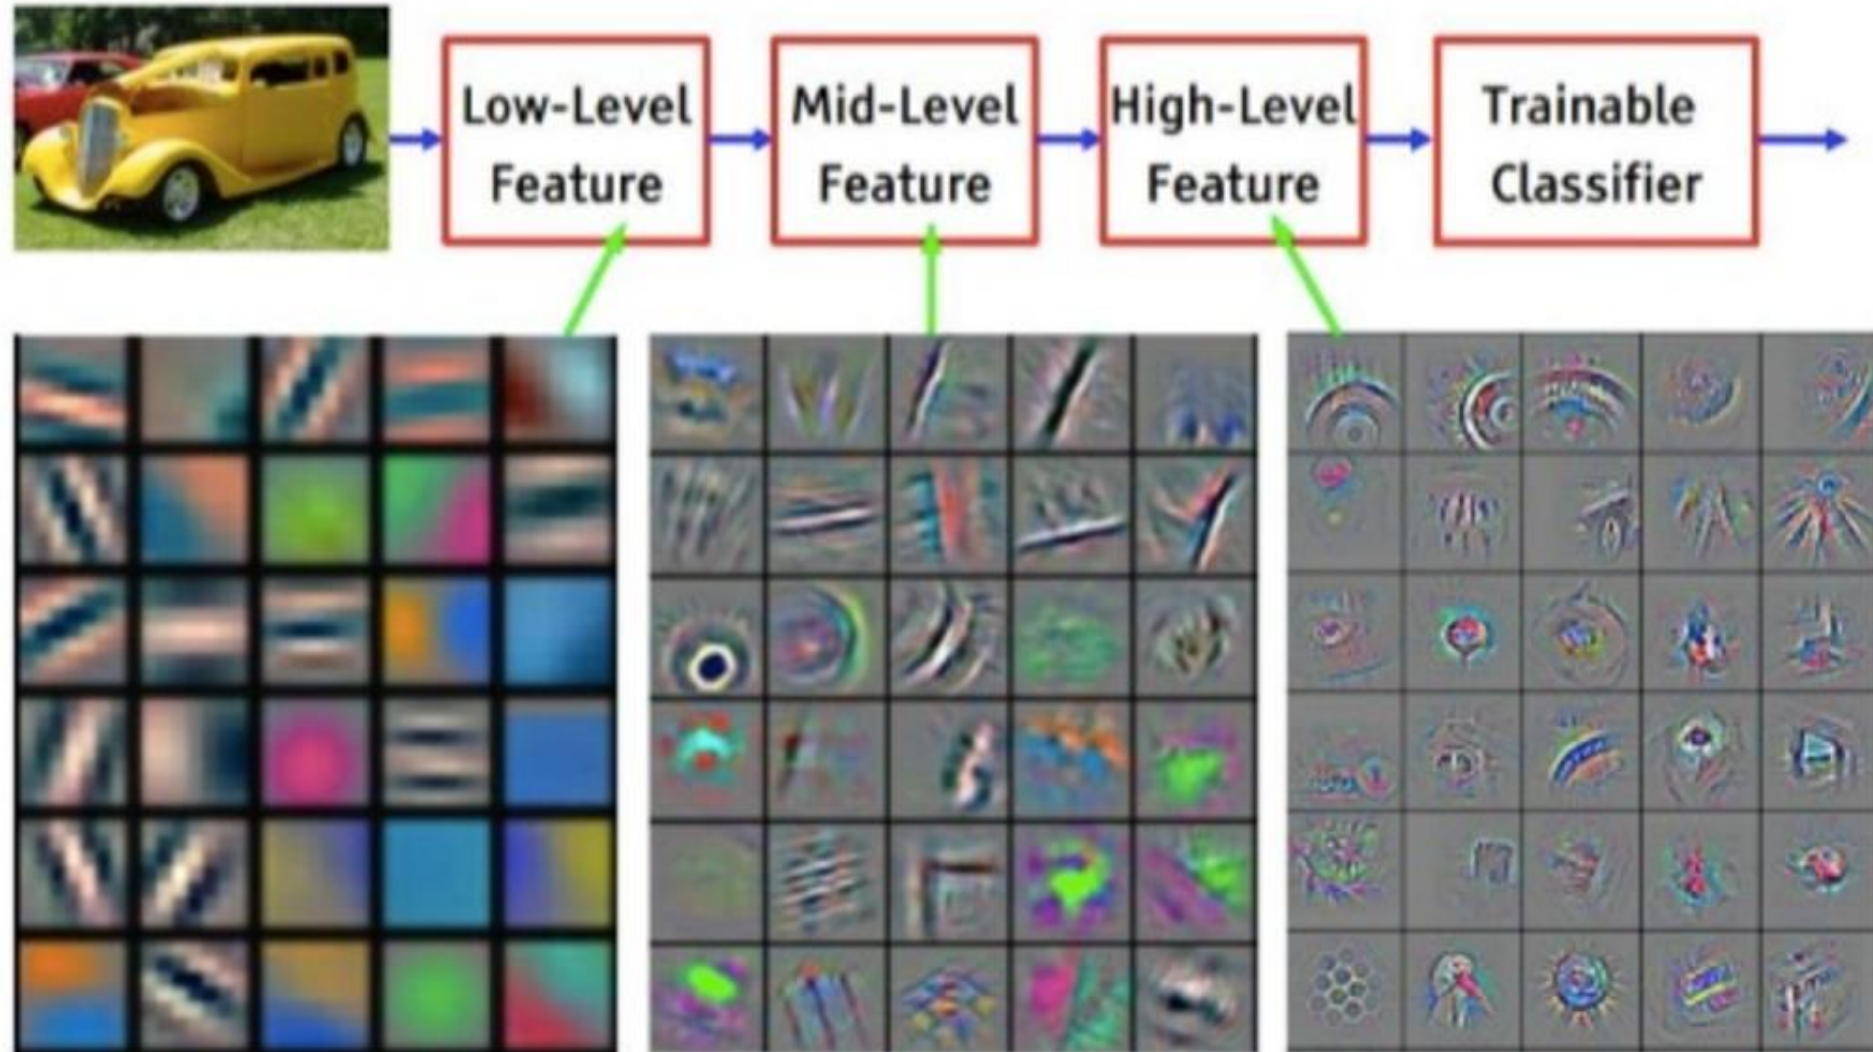 Low-Level
Feature
Mid-Level
Feature
High-Level
Feature
Trainable
Classifier